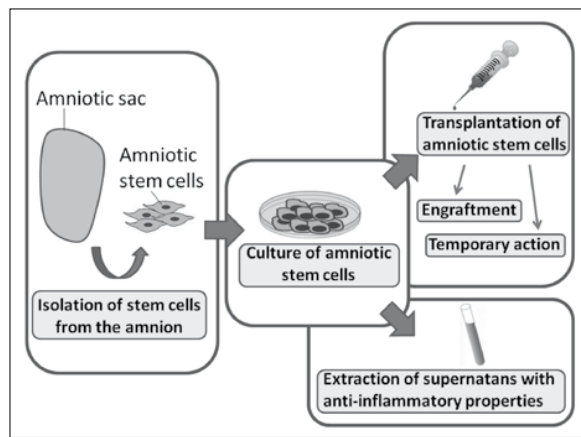 Amniotic sac
Amniotic
stem cells
Isolation of stem cells
from the amnion
Culture of amniotic
stem cells
Transplantation of
amniotic stem cells
Engraftment
Temporary action
Extraction of supernatans with
anti-inflammatory properties